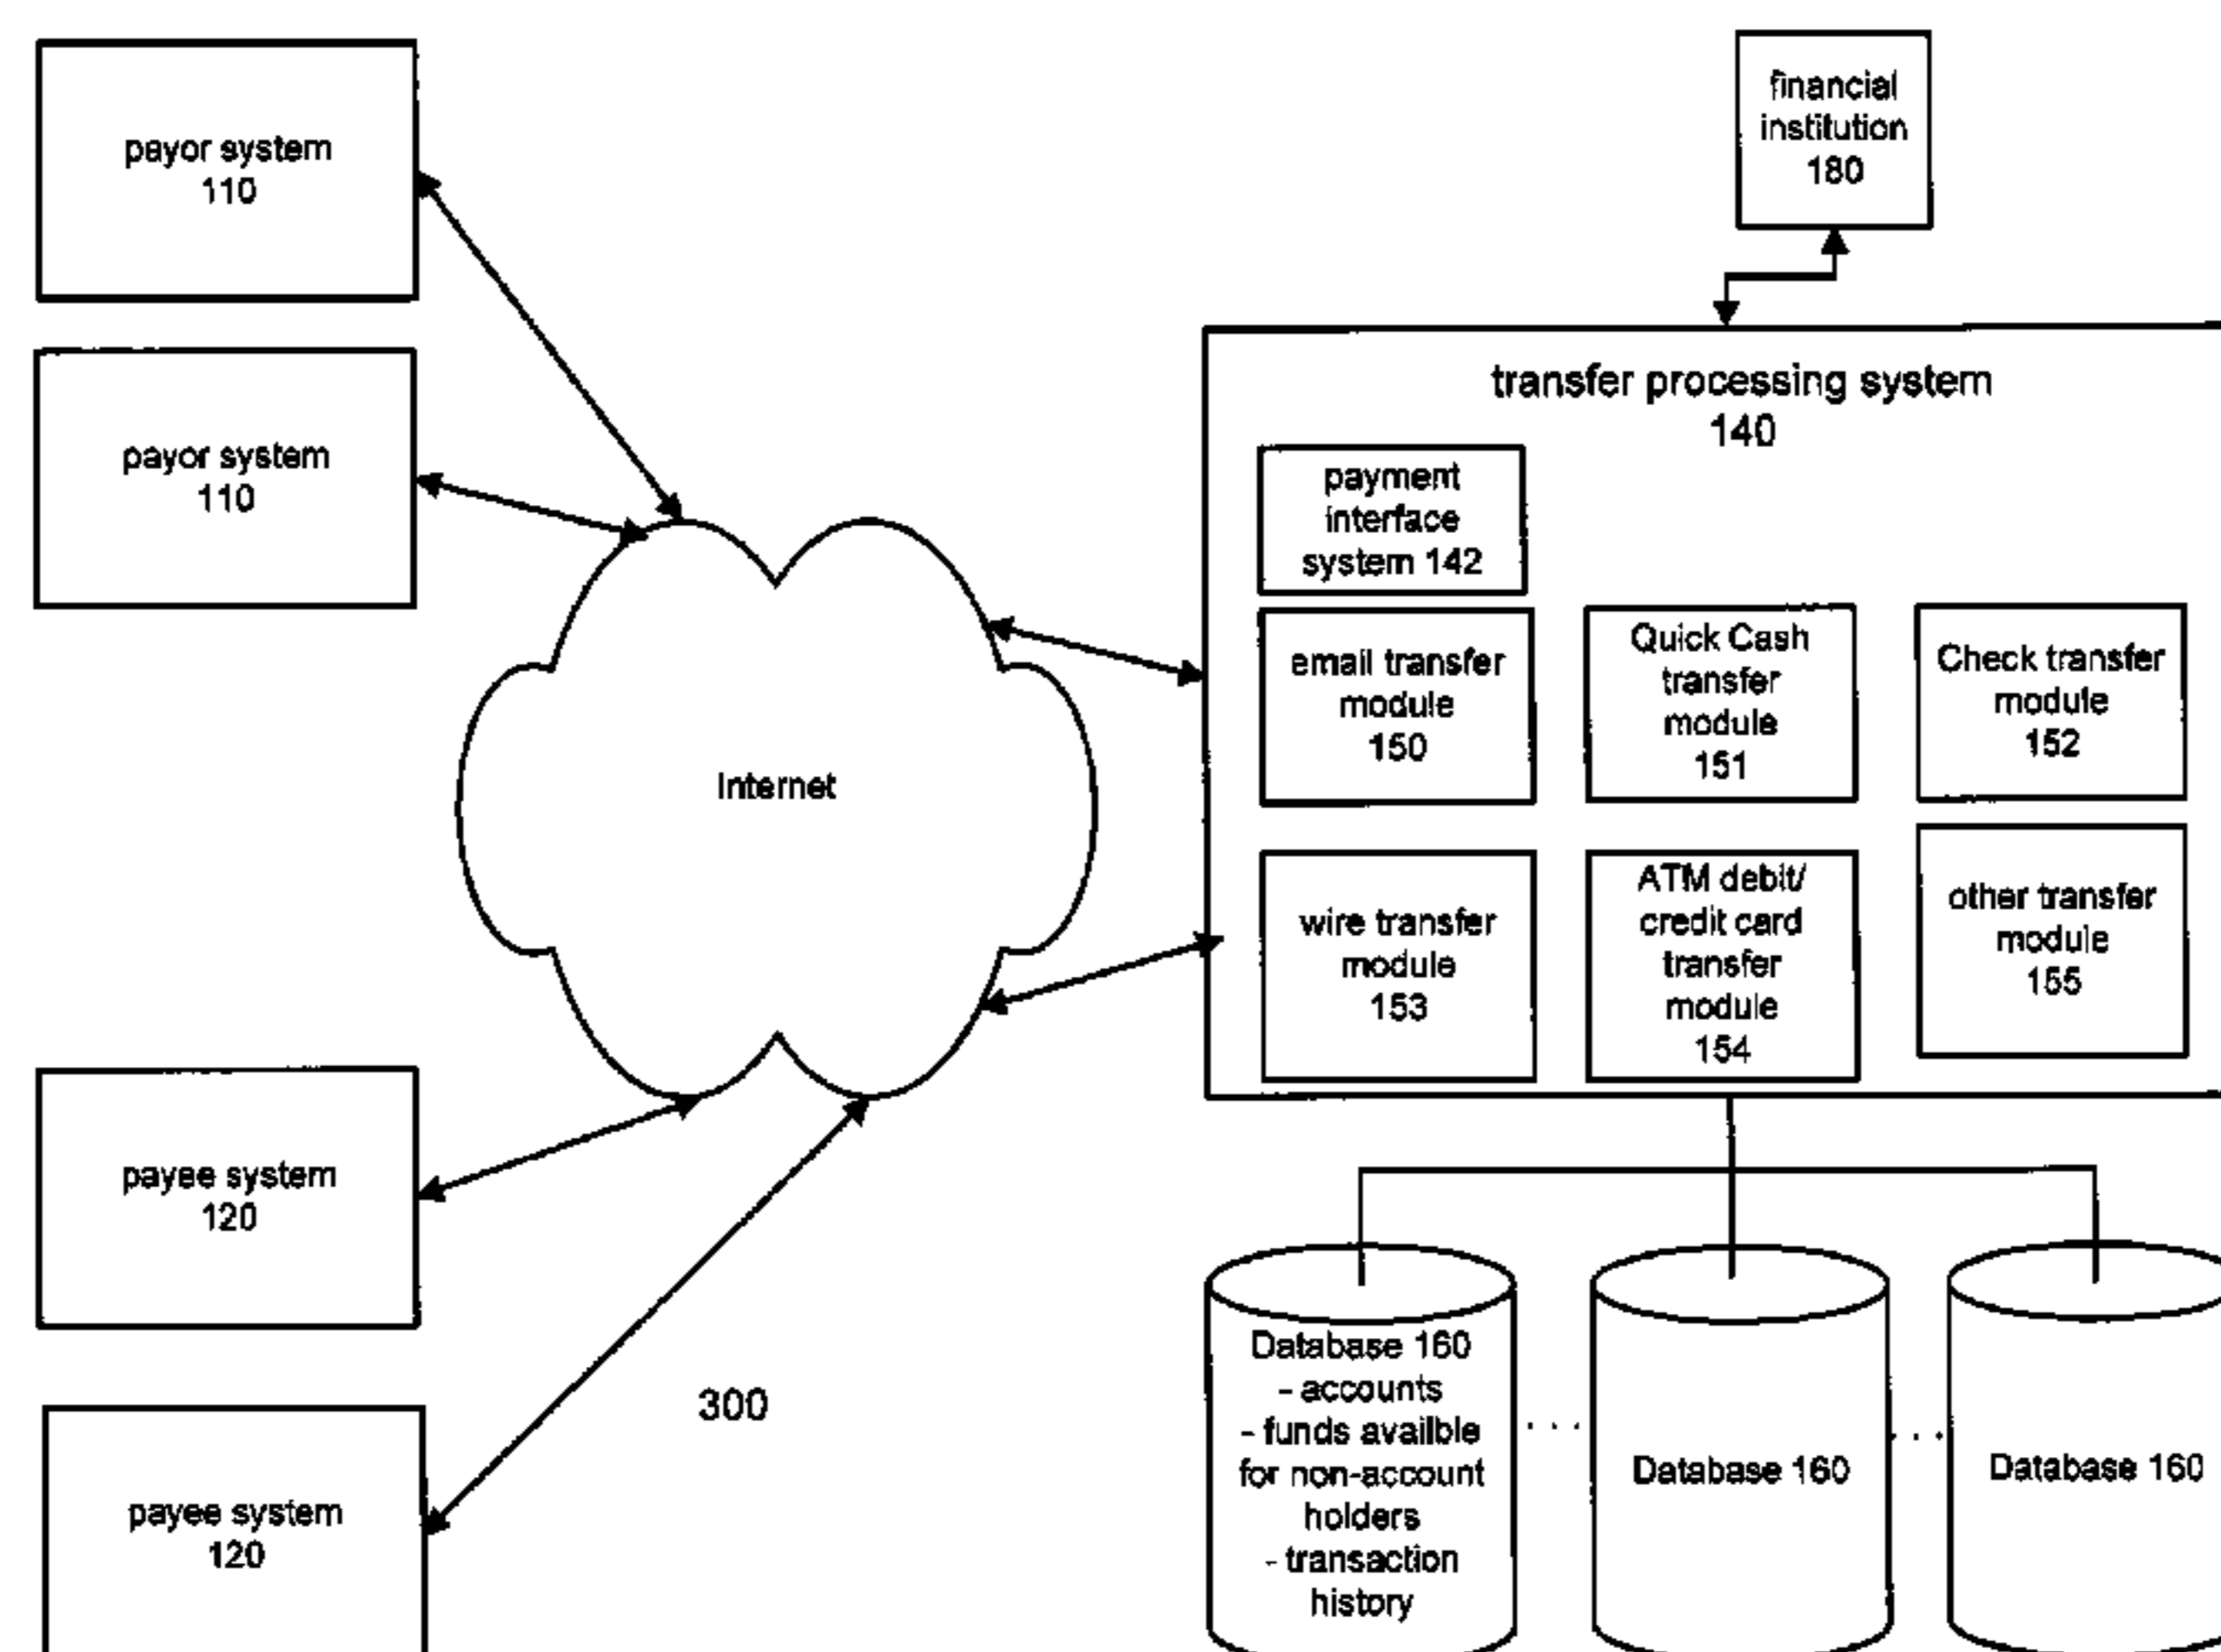 payor system
110
payor system
110
Internet
payee system
120
payee system
120
300
financial
institution
180
transfer processing system
140
payment
interface
system 142
email transfer
module
150
Quick Cash
transfer
module
151
Check transfer
module
152
wire transfer
module
153
ATM debit/
credit card
transfer
module
154
other transfer
module
155
Database 160
- accounts
- funds availble
for non-account
holders
- transaction
history
Database 160
Database 160